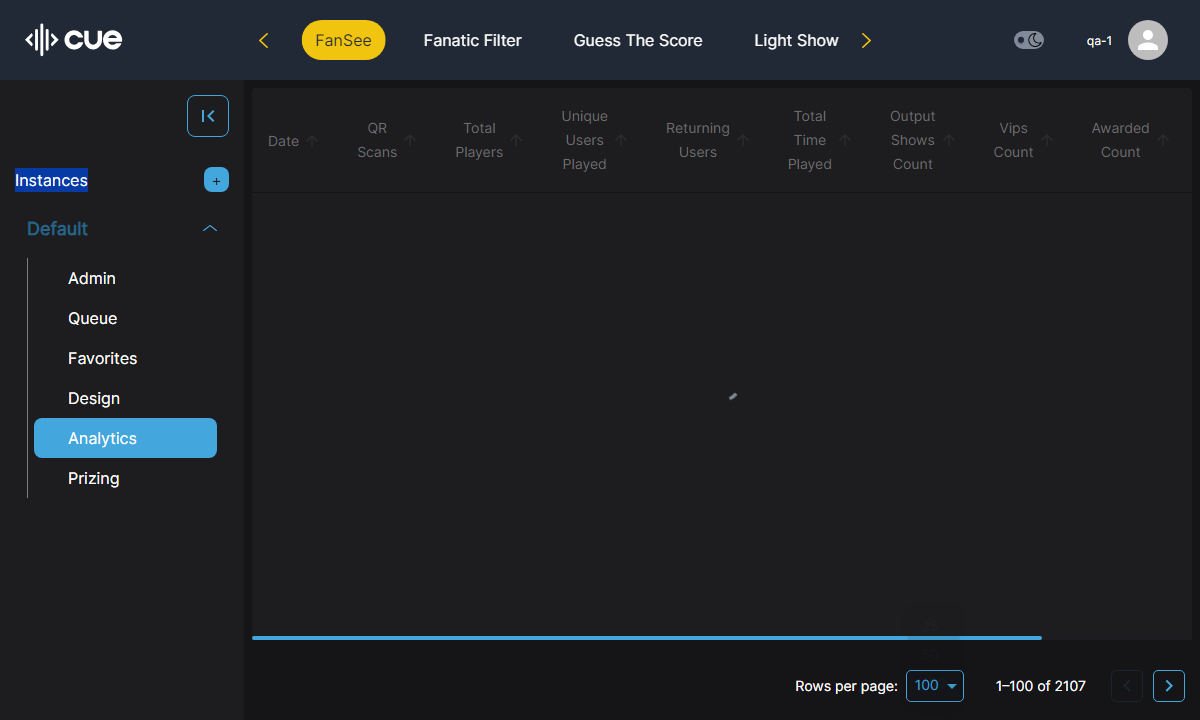 cue
FanSee
Fanatic Filter
Guess The Score
Light Show
qa-1
Instances
+
Default
Admin
Queue
Favorites
Design
Analytics
Prizing
Date
QR
Scans
Total
Players
Unique
Users
Played
Returning
Users
Total
Time
Played
Output
Shows
Count
Vips
Count
Awarded
Count
Rows per page:
100
1–100 of 2107